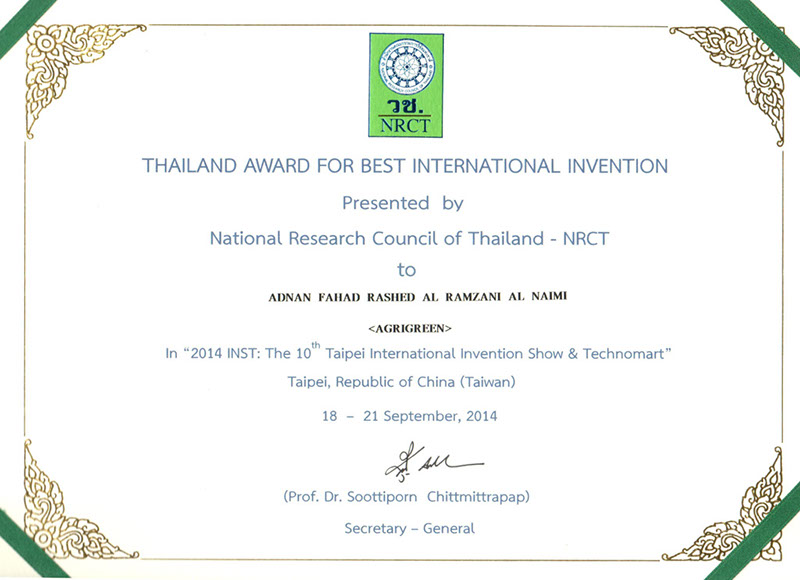 วช.
NRCT
THAILAND AWARD FOR BEST INTERNATIONAL INVENTION
Presented by
National Research Council of Thailand - NRCT
to
ADNAN FAHAD RASHED AL RAMZANI AL NAIMI
<AGRIGREEN>
In “2014 INST: The 10th Taipei International Invention Show & Technomart”
Taipei, Republic of China (Taiwan)
18 – 21 September, 2014
(Prof. Dr. Soottiporn Chittmittrapap)
Secretary – General